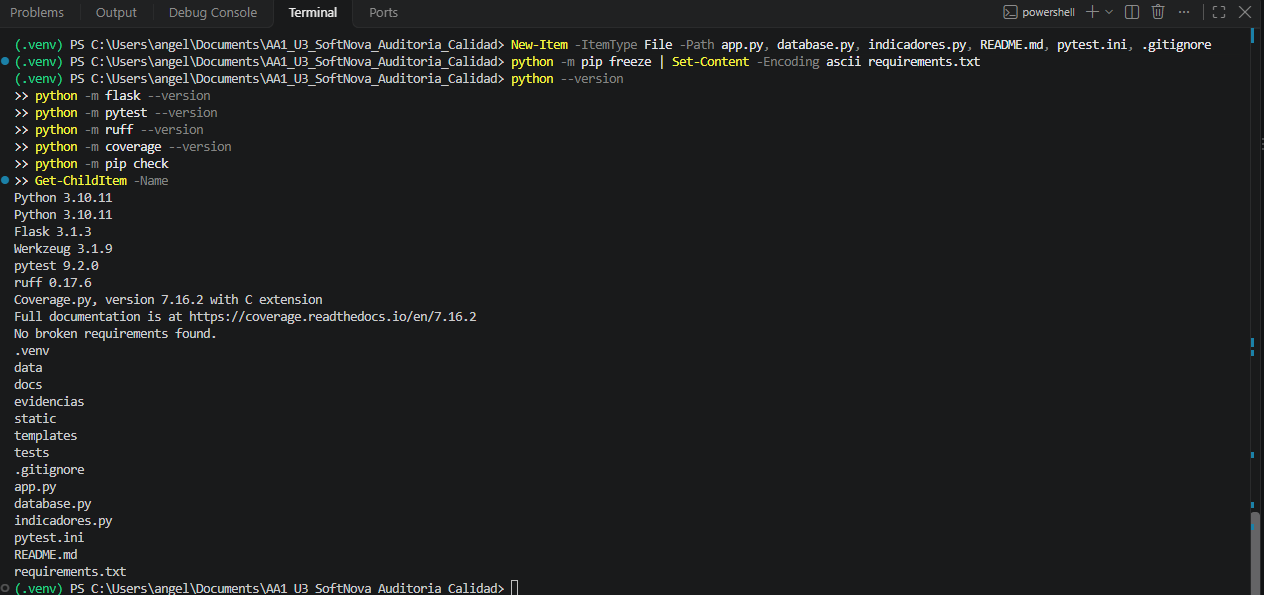 Problems Output Debug Console Terminal Ports powershell
(.venv) PS C:\Users\angel\Documents\AA1_U3_SoftNova_Auditoria_Calidad> New-Item -ItemType File -Path app.py, database.py, indicadores.py, README.md, pytest.ini, .gitignore
(.venv) PS C:\Users\angel\Documents\AA1_U3_SoftNova_Auditoria_Calidad> python -m pip freeze | Set-Content -Encoding ascii requirements.txt
(.venv) PS C:\Users\angel\Documents\AA1_U3_SoftNova_Auditoria_Calidad> python --version
>> python -m flask --version
>> python -m pytest --version
>> python -m ruff --version
>> python -m coverage --version
>> python -m pip check
>> Get-ChildItem -Name
Python 3.10.11
Python 3.10.11
Flask 3.1.3
Werkzeug 3.1.9
pytest 9.2.0
ruff 0.17.6
Coverage.py, version 7.16.2 with C extension
Full documentation is at https://coverage.readthedocs.io/en/7.16.2
No broken requirements found.
.venv
data
docs
evidencias
static
templates
tests
.gitignore
app.py
database.py
indicadores.py
pytest.ini
README.md
requirements.txt
(.venv) PS C:\Users\angel\Documents\AA1_U3_SoftNova_Auditoria_Calidad>